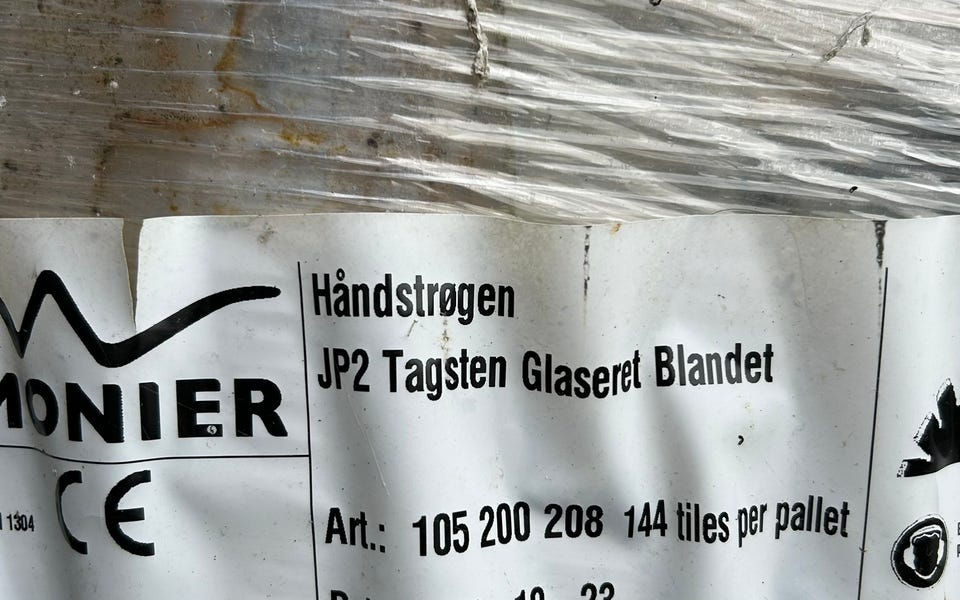 MONIER
CE
1304
Håndstrøgen
JP2 Tagsten Glaseret Blandet
Art.: 105 200 208 144 tiles per pallet